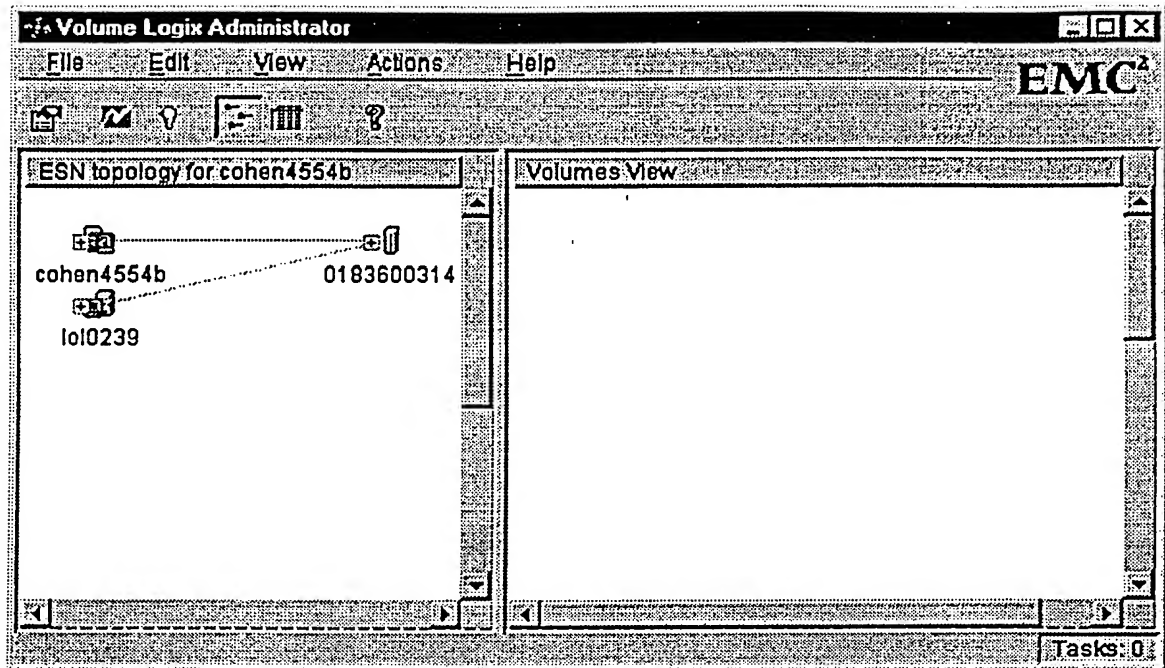 Volume Logix Administrator
File Edit View Actions Help
EMC²
ESN topology for cohen4554b
Volumes View
cohen4554b
0183600314
lol0239
Tasks: 0